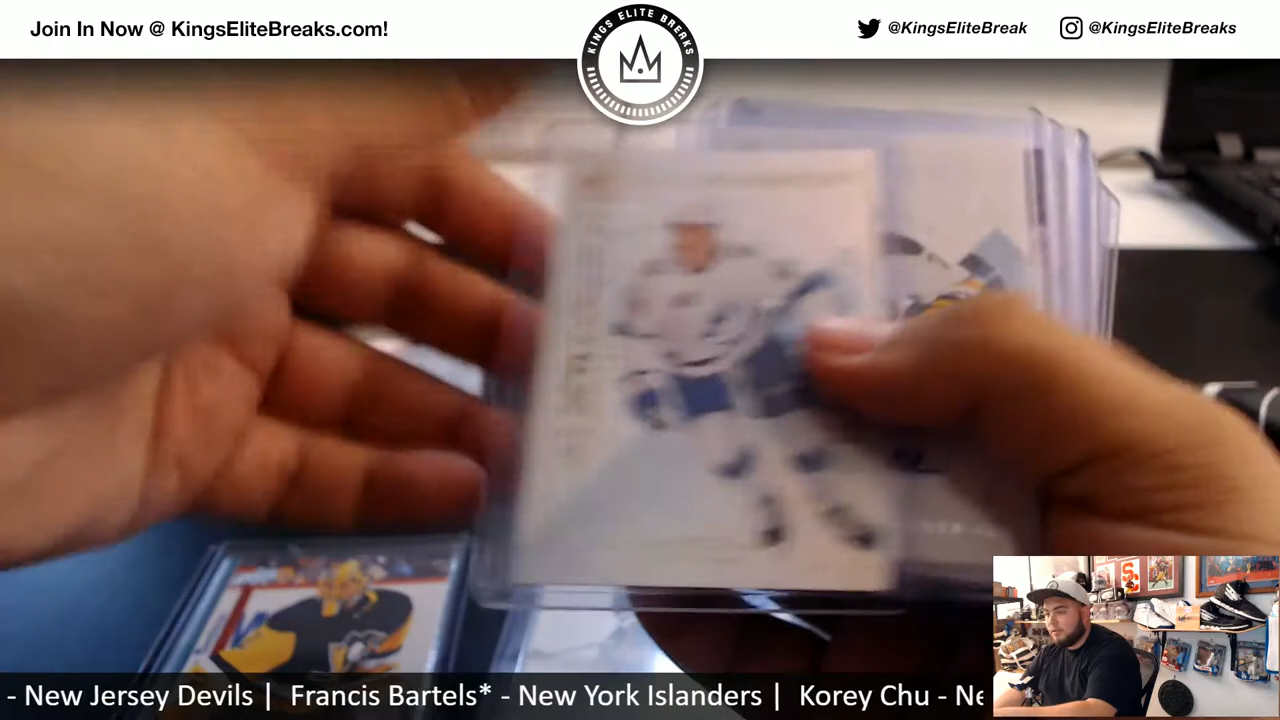 Join In Now @ KingsEliteBreaks.com!
KINGS ELITE BREAKS
@KingsEliteBreak
@KingsEliteBreaks
- New Jersey Devils | Francis Bartels* - New York Islanders | Korey Chu - Ne